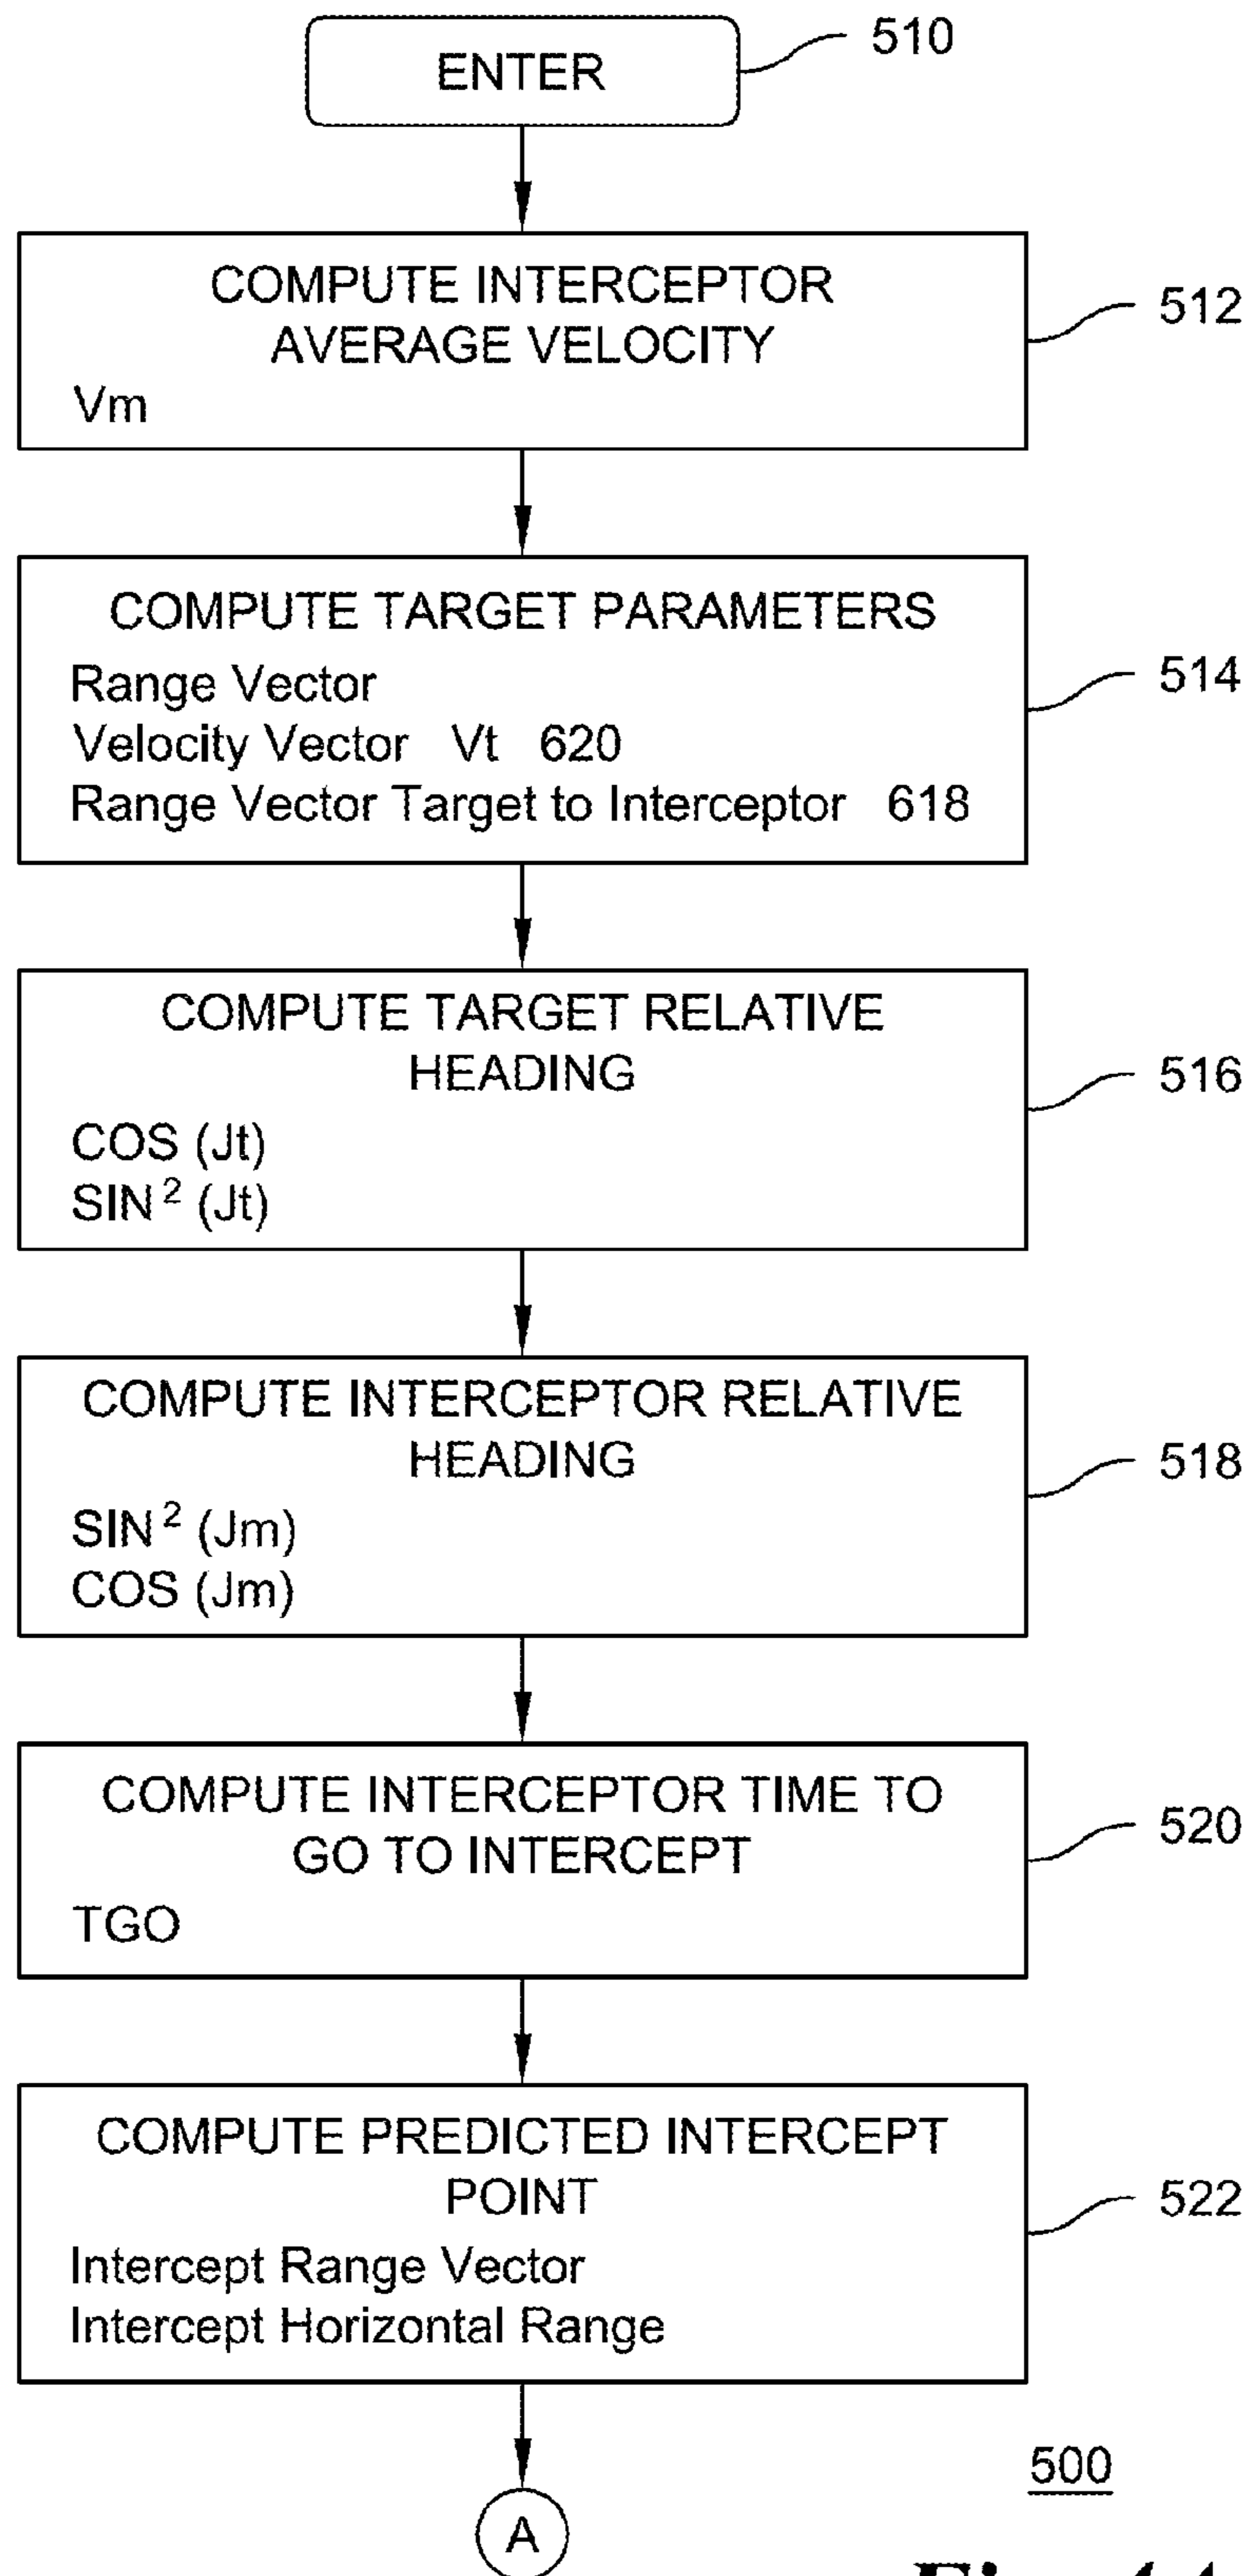 ENTER
510
COMPUTE INTERCEPTOR
AVERAGE VELOCITY
Vm
512
COMPUTE TARGET PARAMETERS
Range Vector
Velocity Vector Vt 620
Range Vector Target to Interceptor 618
514
COMPUTE TARGET RELATIVE
HEADING
COS (Jt)
SIN² (Jt)
516
COMPUTE INTERCEPTOR RELATIVE
HEADING
SIN² (Jm)
COS (Jm)
518
COMPUTE INTERCEPTOR TIME TO
GO TO INTERCEPT
TGO
520
COMPUTE PREDICTED INTERCEPT
POINT
Intercept Range Vector
Intercept Horizontal Range
522
500
A